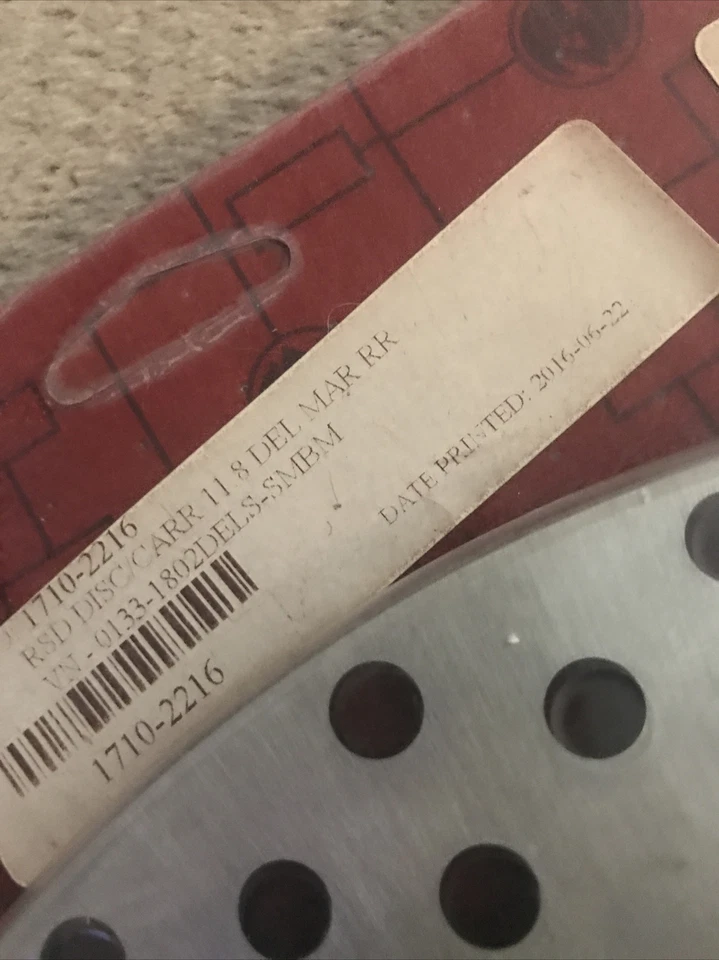 1710-2216
RSD DISC/CARR 11.8 DEL MAR RR
VN - 0133-1802DELS-SMBM
1710-2216
DATE PRINTED: 2016-06-22